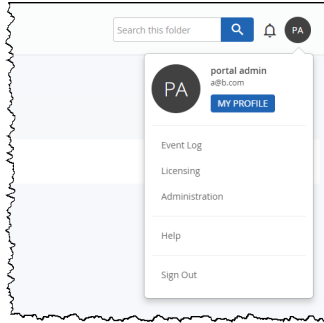 Search this folder
PA
PA
portal admin
a@b.com
MY PROFILE
Event Log
Licensing
Administration
Help
Sign Out